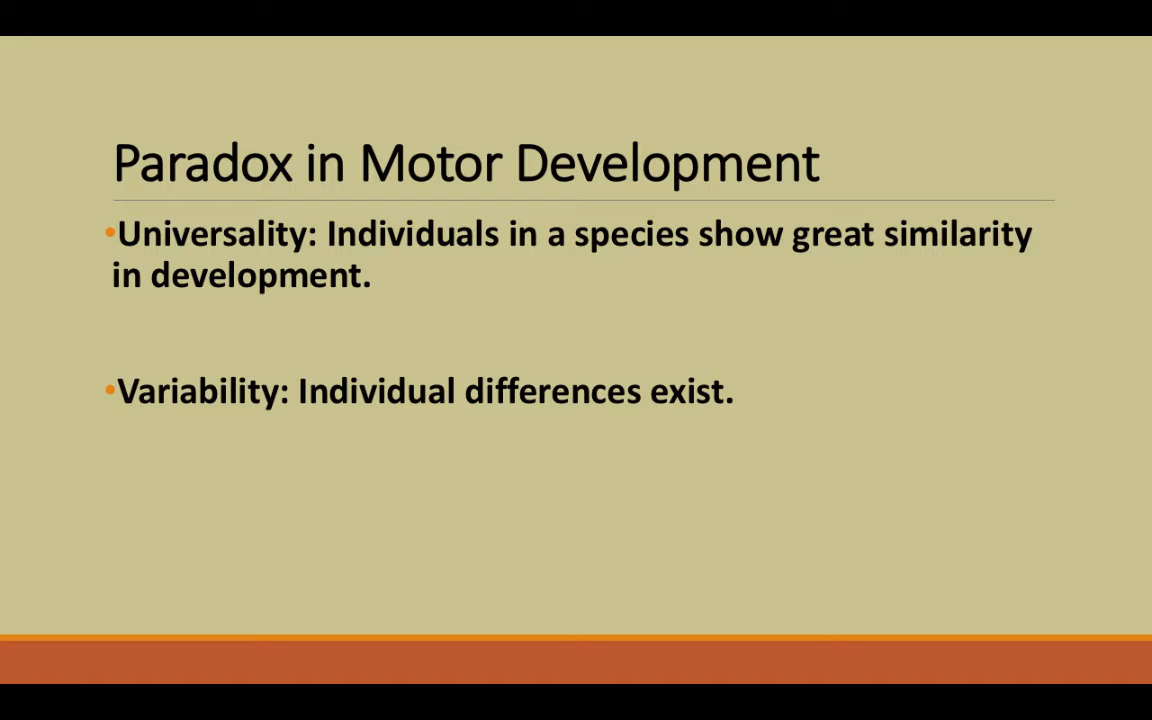 Paradox in Motor Development
•Universality: Individuals in a species show great similarity
in development.
•Variability: Individual differences exist.